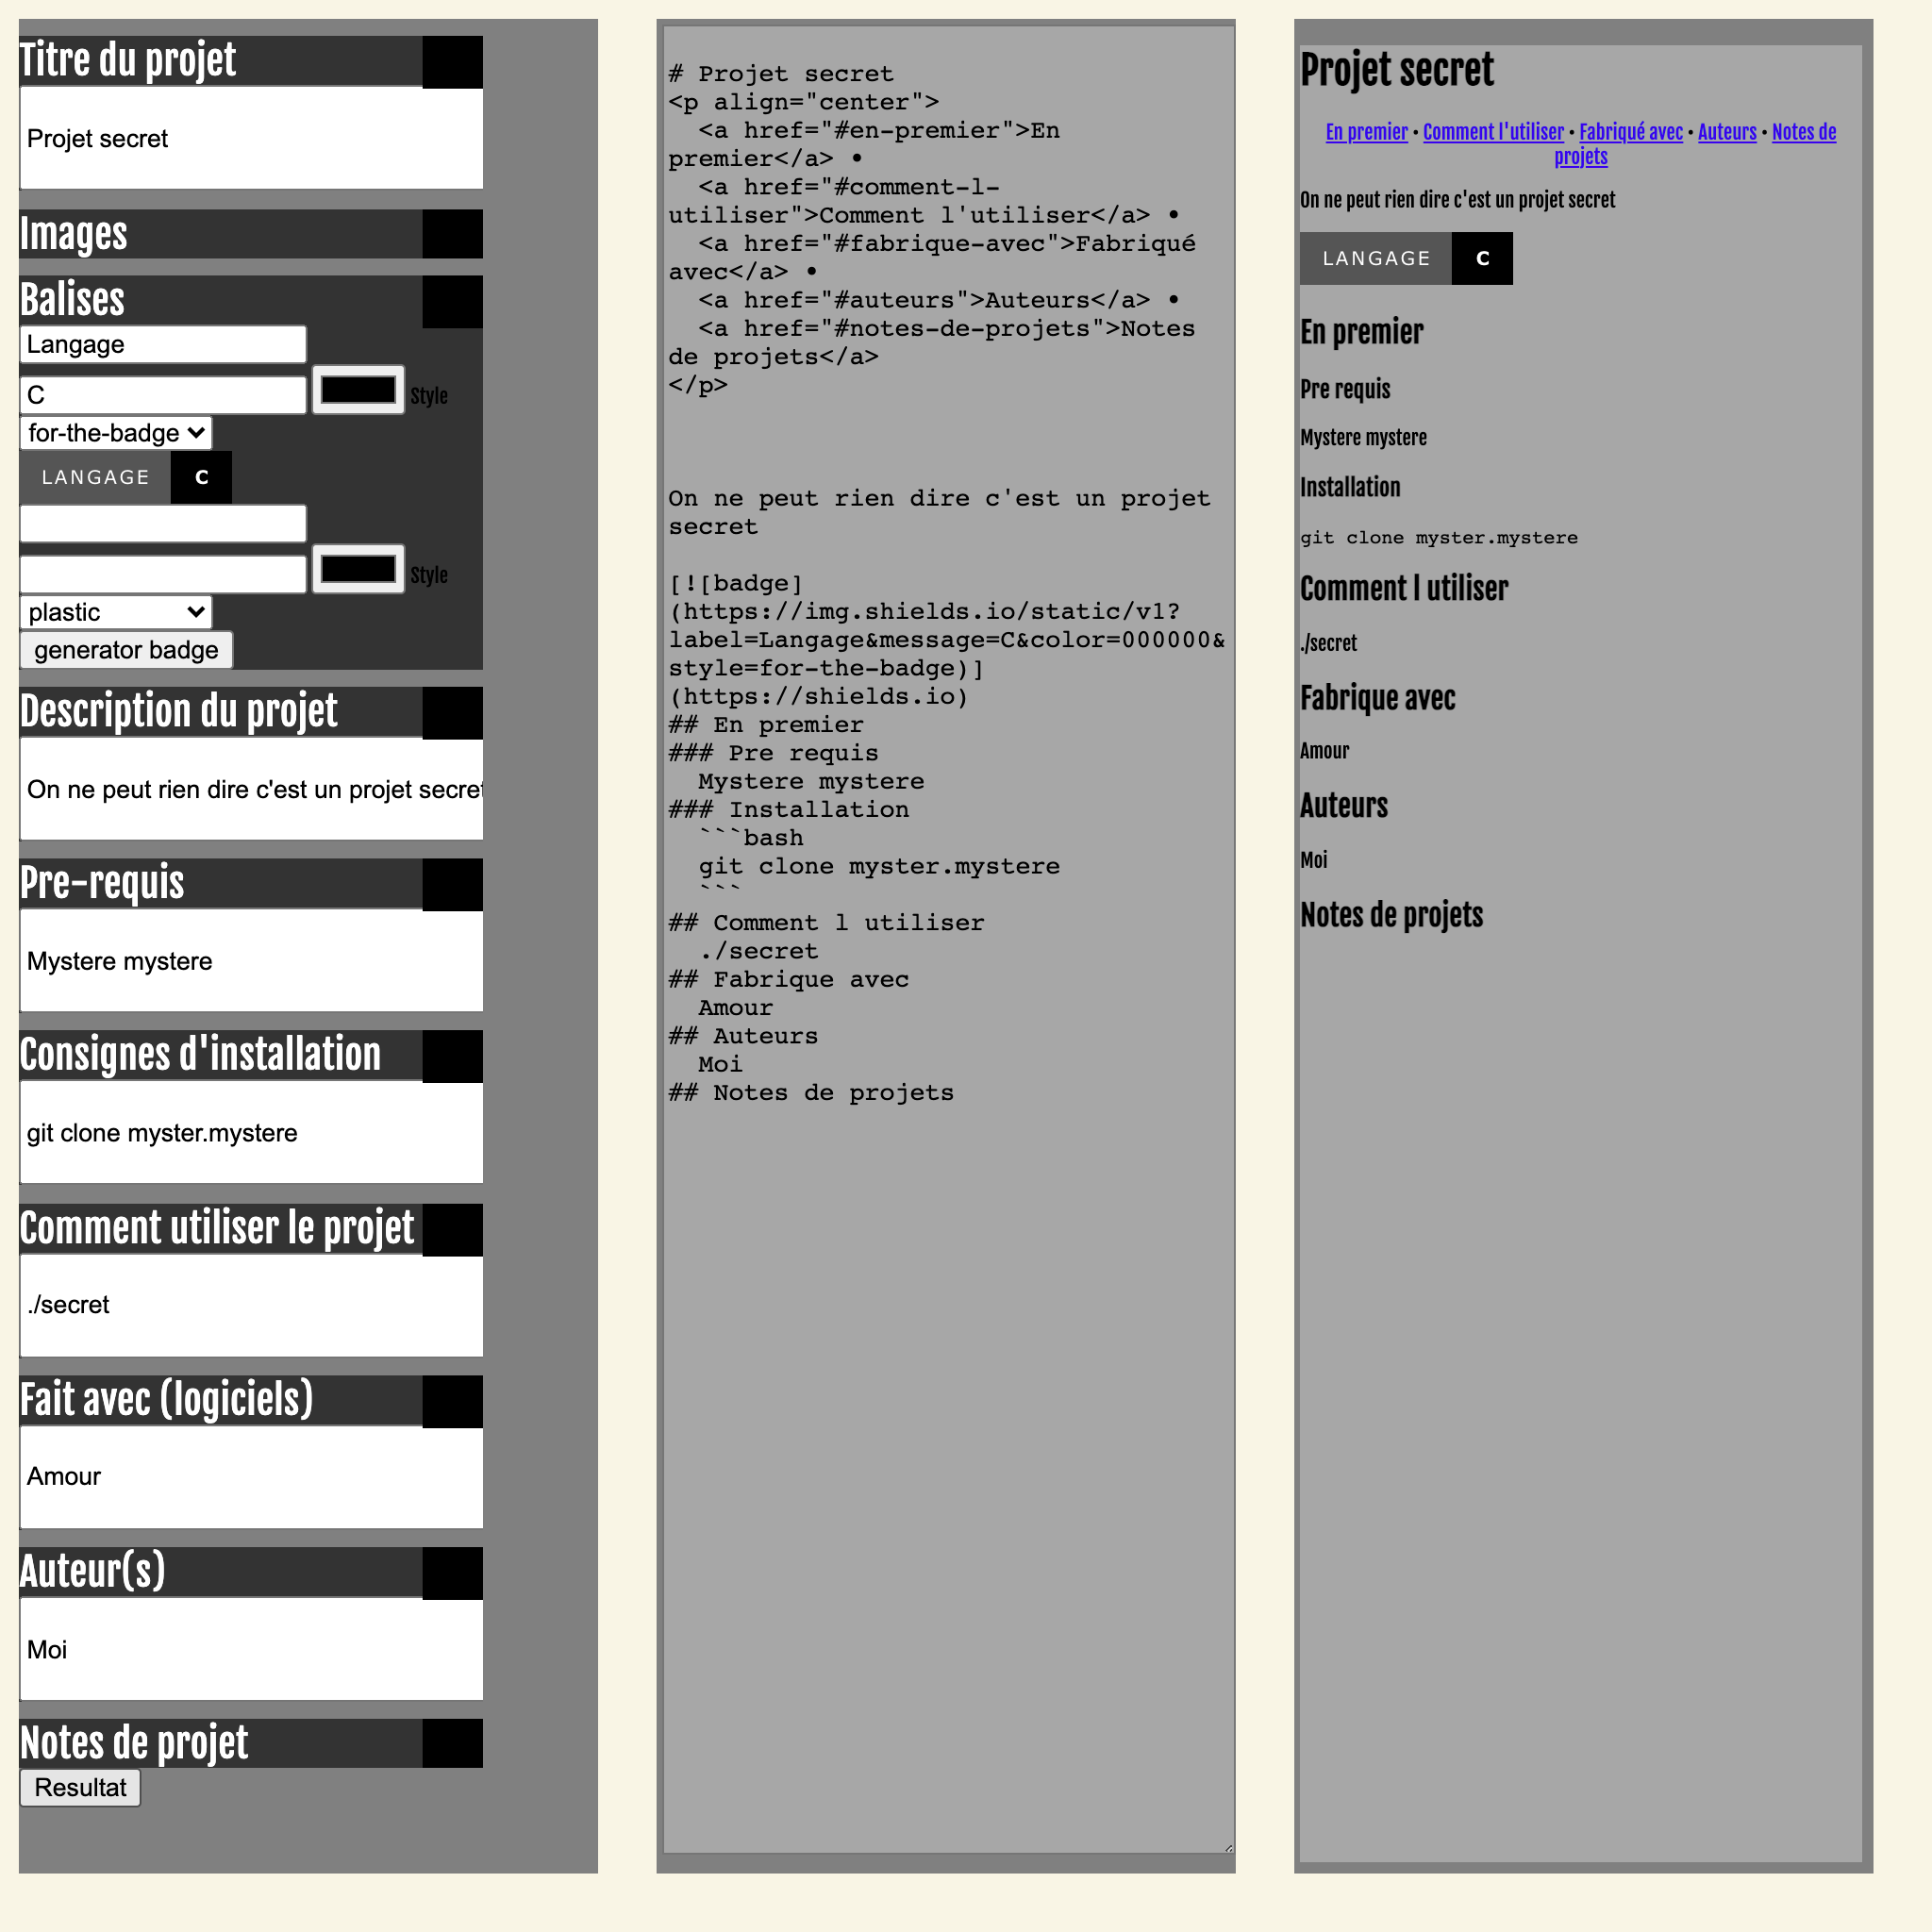 Titre du projet
Projet secret
Images
Balises
Langage
C
Style
for-the-badge
LANGAGE C
Style
plastic
generator badge
Description du projet
On ne peut rien dire c'est un projet secret
Pre-requis
Mystere mystere
Consignes d'installation
git clone myster.mystere
Comment utiliser le projet
./secret
Fait avec (logiciels)
Amour
Auteur(s)
Moi
Notes de projet
Resultat
# Projet secret
<p align="center">
  <a href="#en-premier">En
premier</a> •
  <a href="#comment-l-
utiliser">Comment l'utiliser</a> •
  <a href="#fabrique-avec">Fabriqué
avec</a> •
  <a href="#auteurs">Auteurs</a> •
  <a href="#notes-de-projets">Notes
de projets</a>
</p>
On ne peut rien dire c'est un projet
secret
[![badge]
(https://img.shields.io/static/v1?
label=Langage&message=C&color=000000&
style=for-the-badge)]
(https://shields.io)
## En premier
### Pre requis
  Mystere mystere
### Installation
  ```bash
  git clone myster.mystere
  ```
## Comment l utiliser
  ./secret
## Fabrique avec
  Amour
## Auteurs
  Moi
## Notes de projets
Projet secret
En premier • Comment l'utiliser • Fabriqué avec • Auteurs • Notes de
projets
On ne peut rien dire c'est un projet secret
LANGAGE C
En premier
Pre requis
Mystere mystere
Installation
git clone myster.mystere
Comment l utiliser
./secret
Fabrique avec
Amour
Auteurs
Moi
Notes de projets